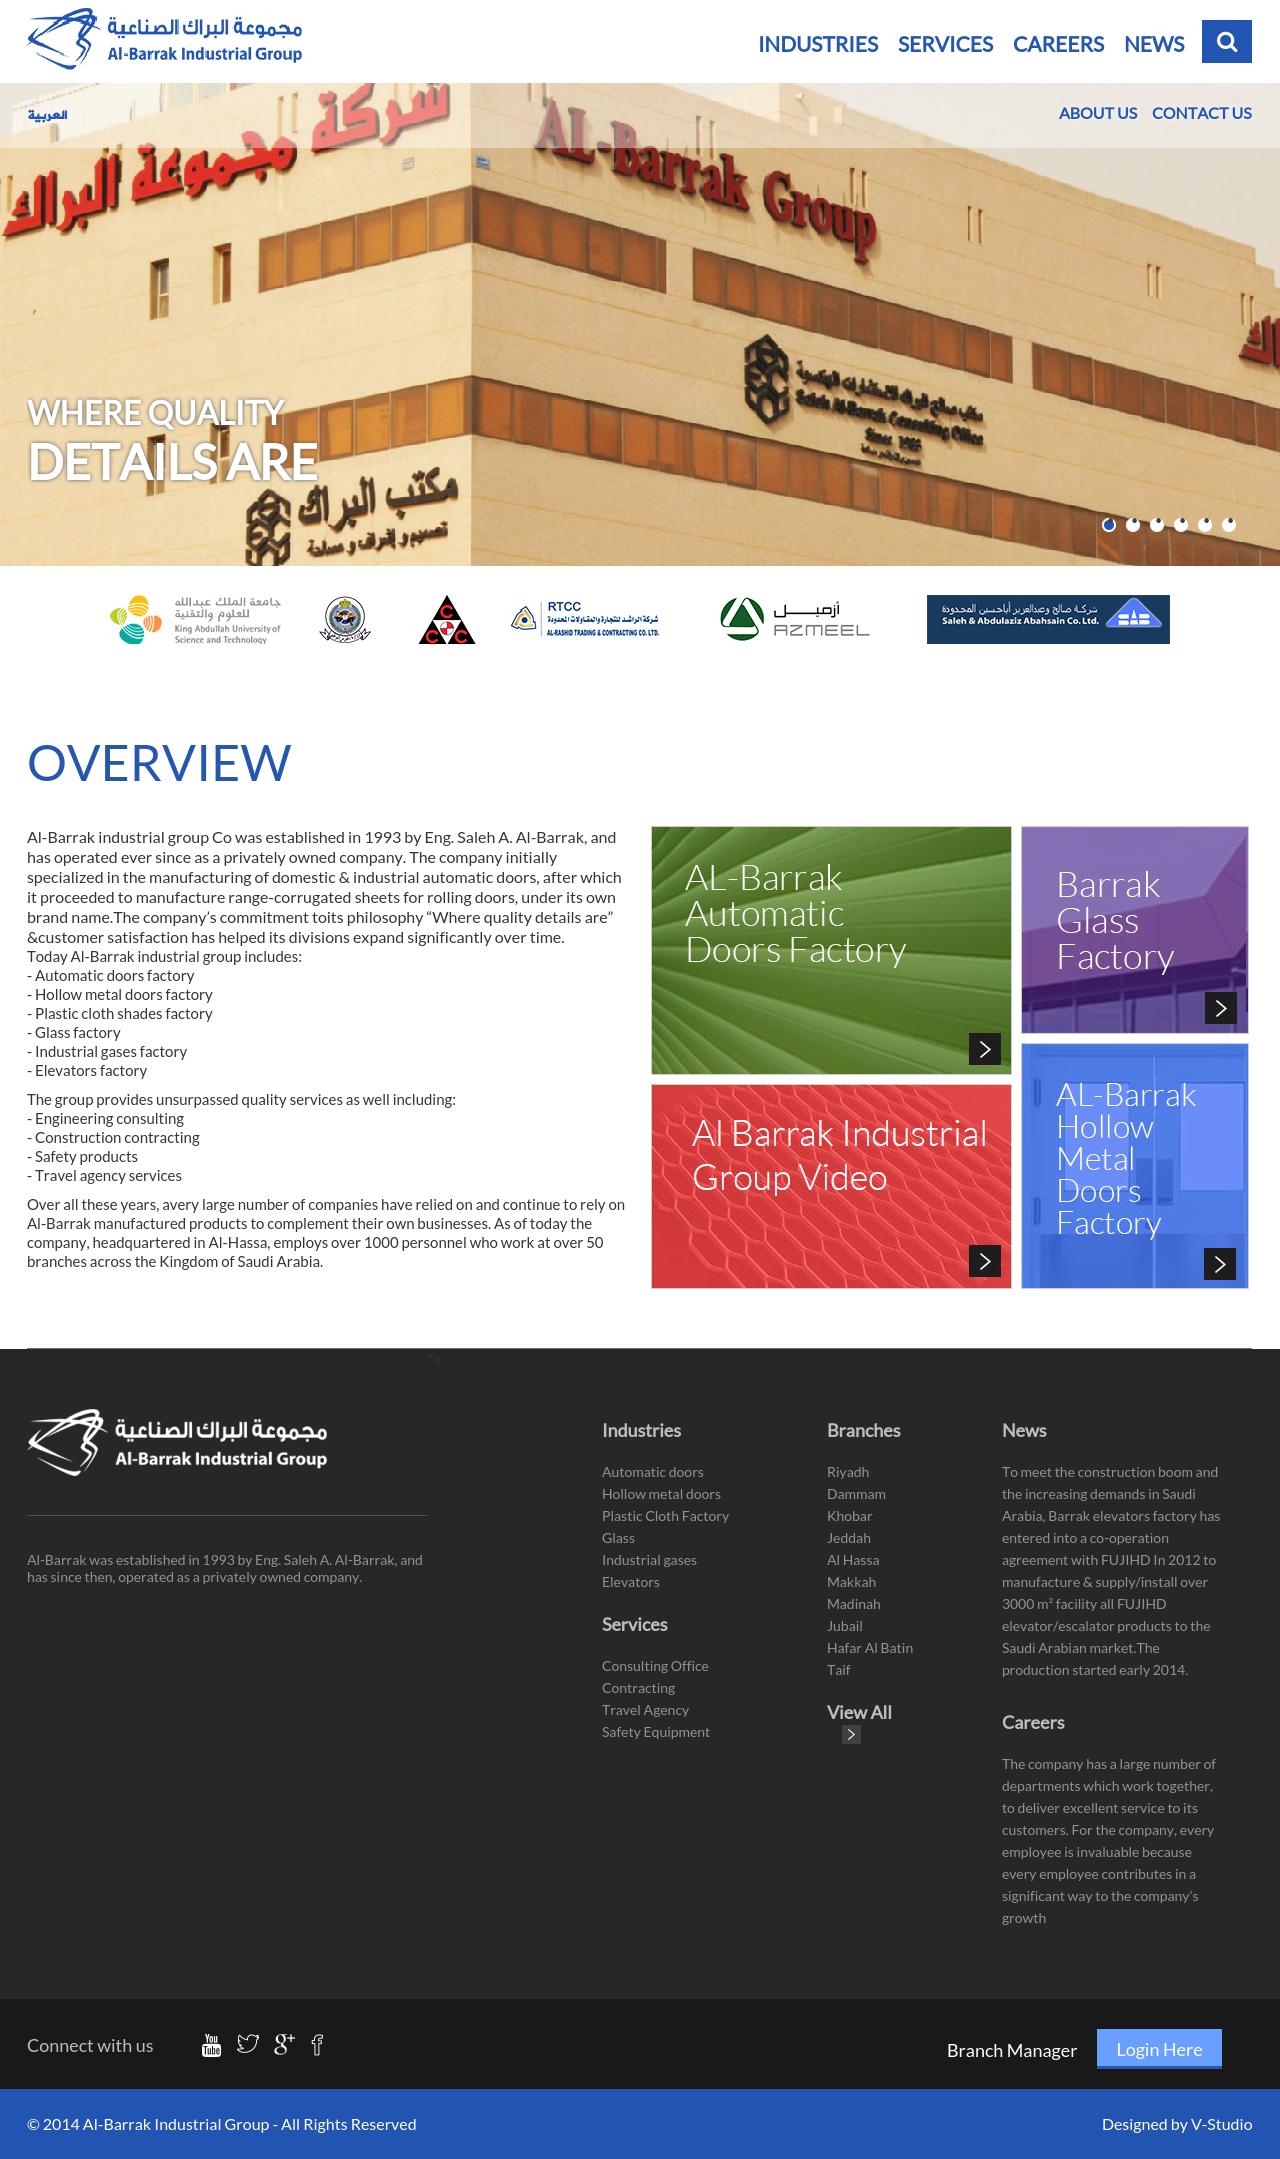 مجموعة البراك الصناعية
Al-Barrak Industrial Group
INDUSTRIES SERVICES CAREERS NEWS
العربية
ABOUT US CONTACT US
شركة
مجموعة البراك
AL-Barrak Group
مكتب صالح البراك للاستشارات الهندسية
Saleh Al-Barrak Consulting Office
Since
WHERE QUALITY
DETAILS ARE
مكتب البراك
تصميم و إشراف و مساحة
جامعة الملك عبدالله
للعلوم والتقنية
King Abdullah University of
Science and Technology
CCC
RTCC
شركة الراشد للتجارة والمقاولات المحدودة
AL-RASHID TRADING & CONTRACTING CO. LTD.
أزميل
AZMEEL
شركة صالح وعبدالعزيز أباحسين المحدودة
Saleh & Abdulaziz Abahsain Co. Ltd.
SAB
OVERVIEW
Al-Barrak industrial group Co was established in 1993 by Eng. Saleh A. Al-Barrak, and
has operated ever since as a privately owned company. The company initially
specialized in the manufacturing of domestic & industrial automatic doors, after which
it proceeded to manufacture range-corrugated sheets for rolling doors, under its own
brand name.The company’s commitment toits philosophy “Where quality details are”
&customer satisfaction has helped its divisions expand significantly over time.
Today Al-Barrak industrial group includes:
- Automatic doors factory
- Hollow metal doors factory
- Plastic cloth shades factory
- Glass factory
- Industrial gases factory
- Elevators factory
The group provides unsurpassed quality services as well including:
- Engineering consulting
- Construction contracting
- Safety products
- Travel agency services
Over all these years, avery large number of companies have relied on and continue to rely on
Al-Barrak manufactured products to complement their own businesses. As of today the
company, headquartered in Al-Hassa, employs over 1000 personnel who work at over 50
branches across the Kingdom of Saudi Arabia.
AL-Barrak
Automatic
Doors Factory
Barrak
Glass
Factory
Al Barrak Industrial
Group Video
AL-Barrak
Hollow
Metal
Doors
Factory
">
مجموعة البراك الصناعية
Al-Barrak Industrial Group
Al-Barrak was established in 1993 by Eng. Saleh A. Al-Barrak, and
has since then, operated as a privately owned company.
Industries
Automatic doors
Hollow metal doors
Plastic Cloth Factory
Glass
Industrial gases
Elevators
Services
Consulting Office
Contracting
Travel Agency
Safety Equipment
Branches
Riyadh
Dammam
Khobar
Jeddah
Al Hassa
Makkah
Madinah
Jubail
Hafar Al Batin
Taif
View All
News
To meet the construction boom and
the increasing demands in Saudi
Arabia, Barrak elevators factory has
entered into a co-operation
agreement with FUJIHD In 2012 to
manufacture & supply/install over
3000 m² facility all FUJIHD
elevator/escalator products to the
Saudi Arabian market.The
production started early 2014.
Careers
The company has a large number of
departments which work together,
to deliver excellent service to its
customers. For the company, every
employee is invaluable because
every employee contributes in a
significant way to the company’s
growth
Connect with us
You Tube
Branch Manager
Login Here
© 2014 Al-Barrak Industrial Group - All Rights Reserved
Designed by V-Studio